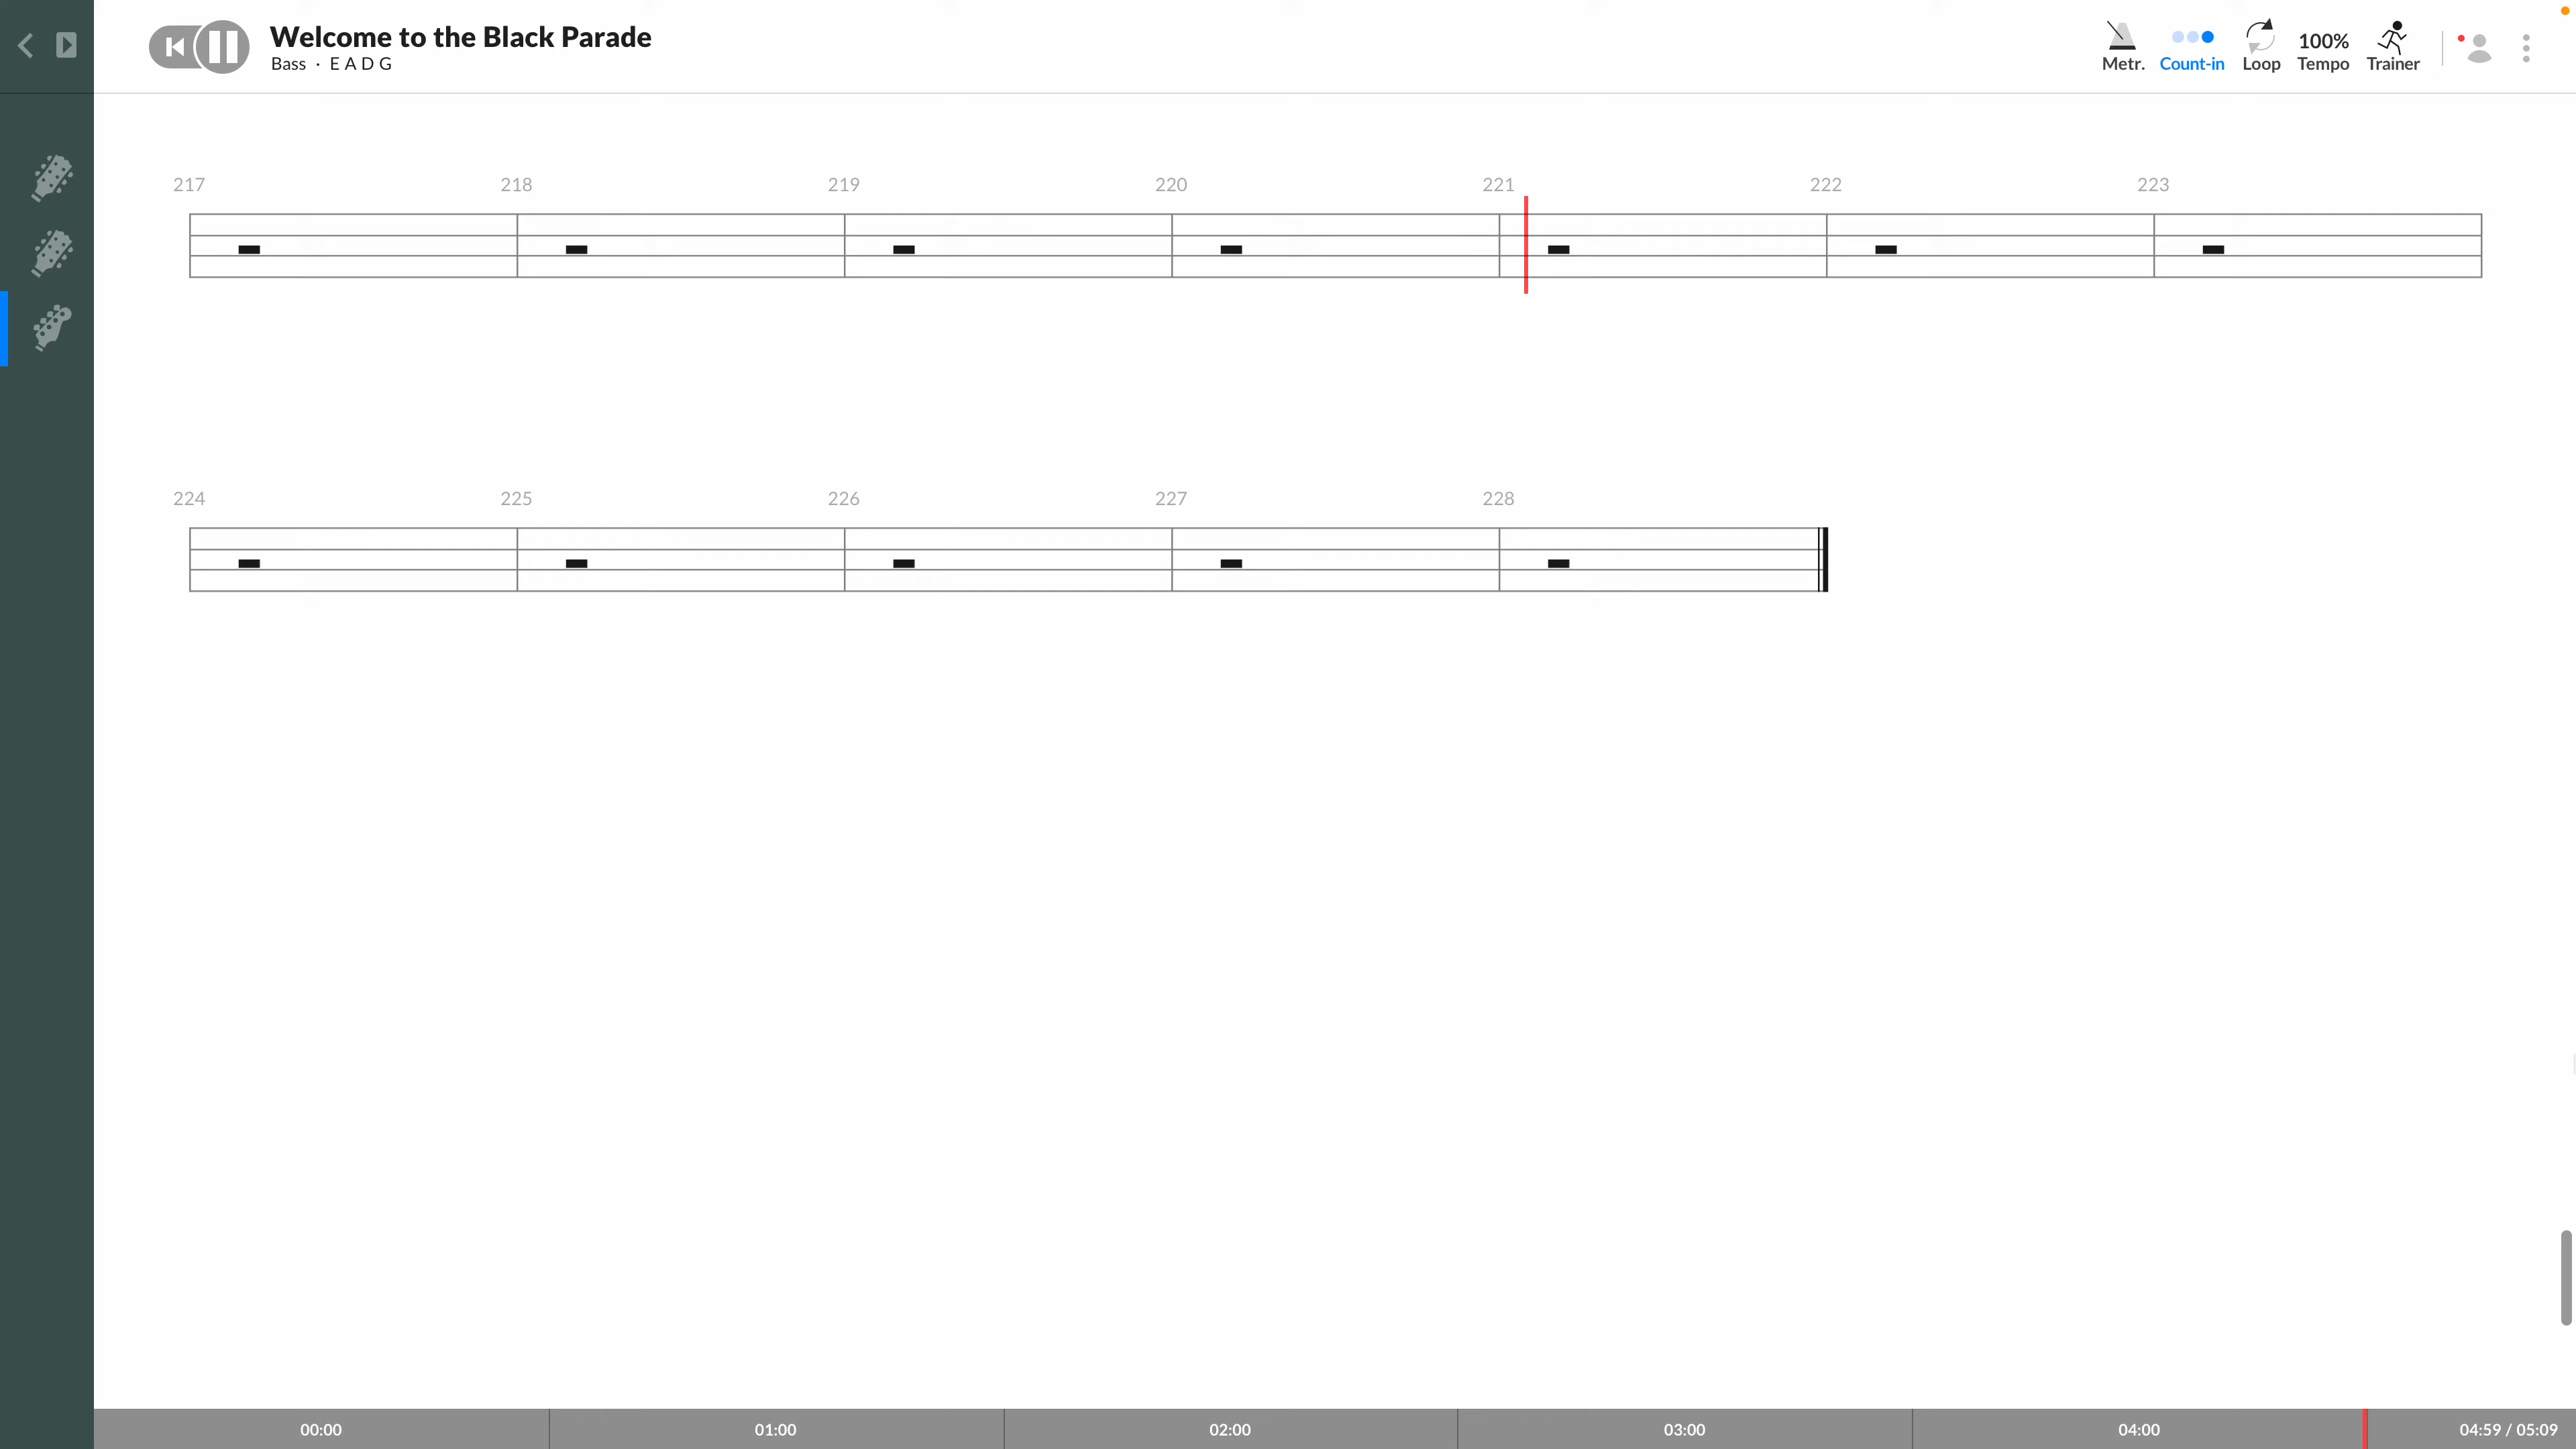 Welcome to the Black Parade
Bass · E A D G
100%
Metr. Count-in Loop Tempo Trainer
217 218 219 220 221 222 223
224 225 226 227 228
00:00 01:00 02:00 03:00 04:00 04:59 / 05:09